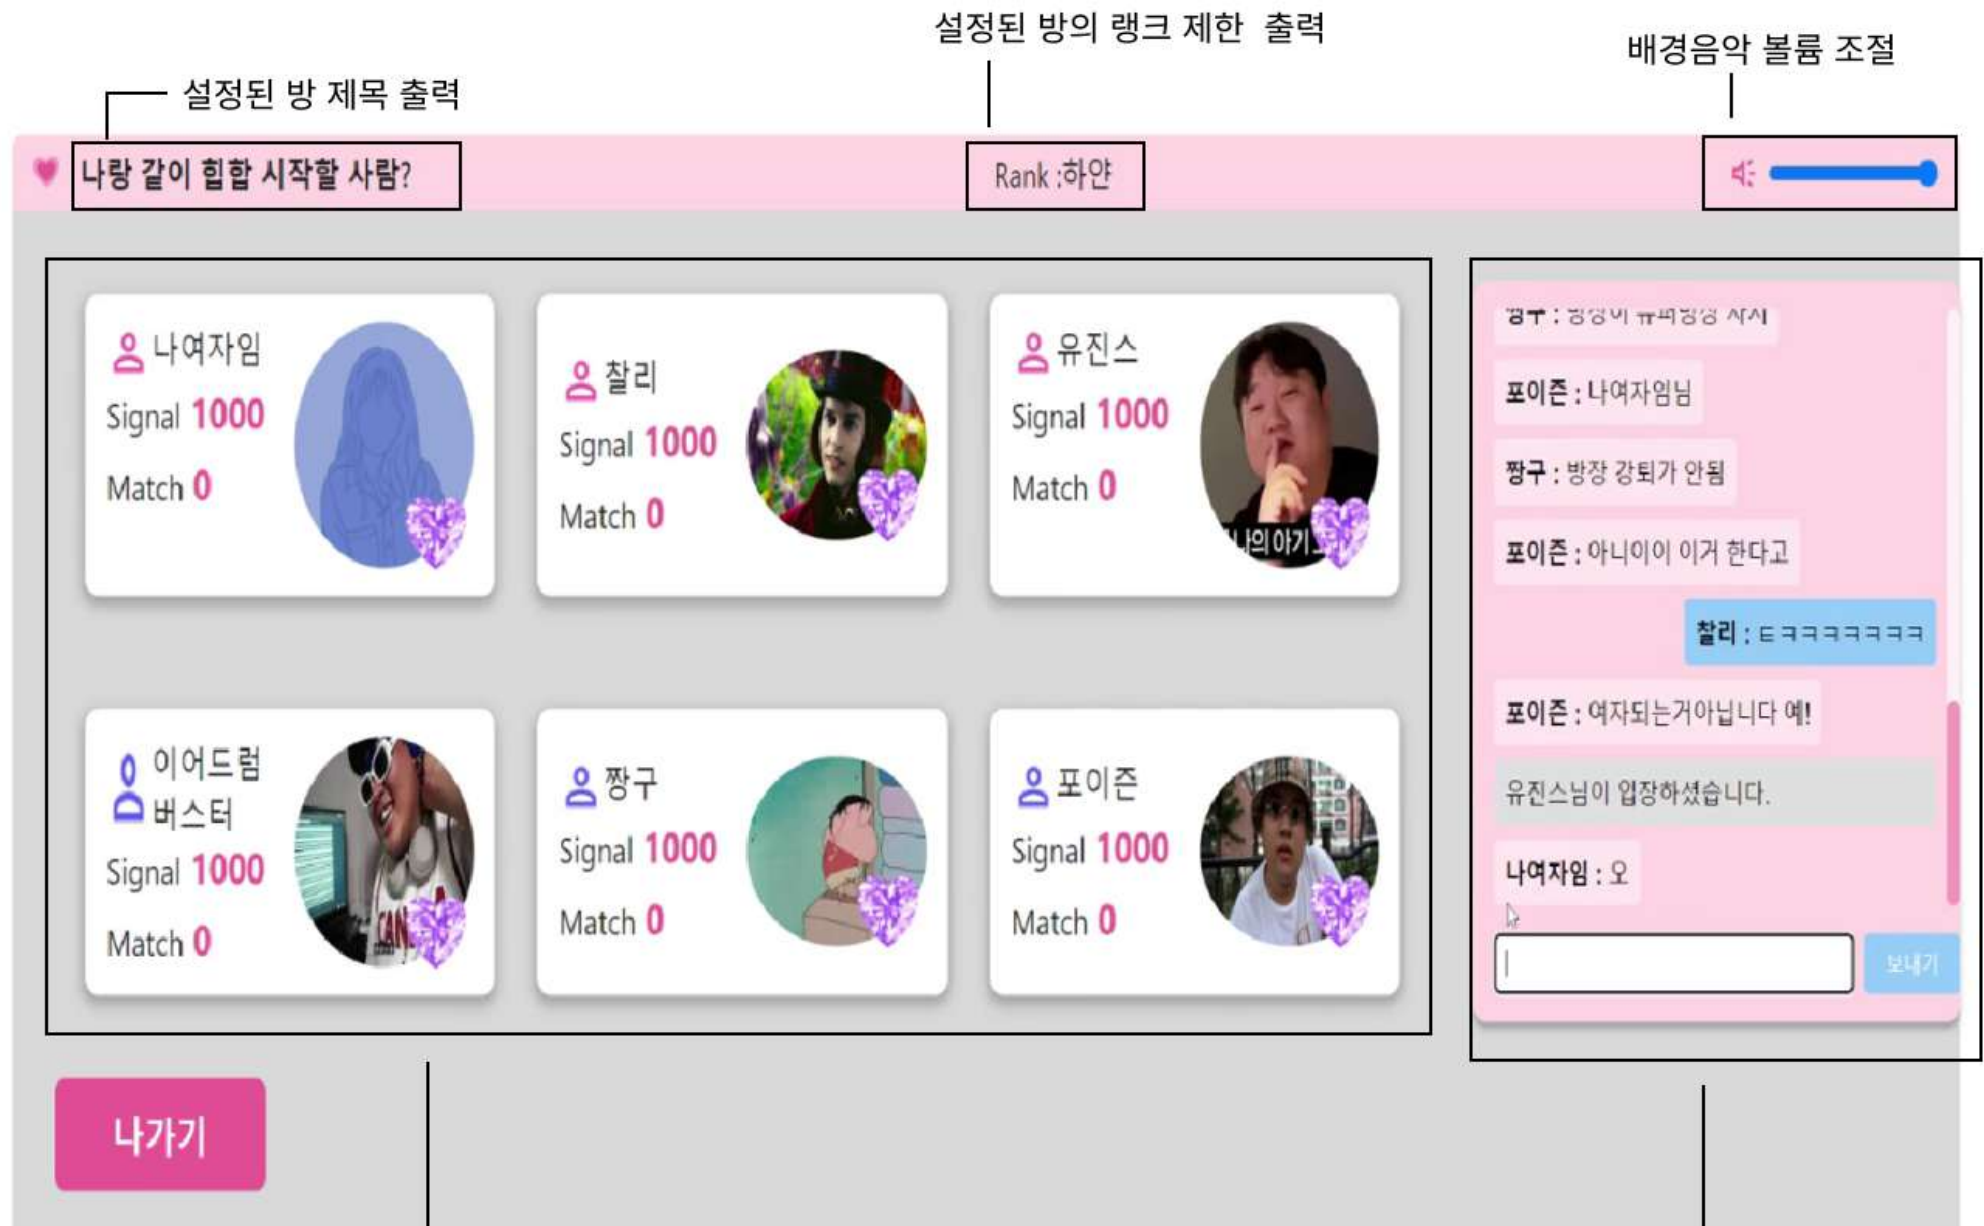 설정된 방의 랭크 제한 출력
배경음악 볼륨 조절
설정된 방 제목 출력
나랑 같이 힙합 시작할 사람?
Rank :하얀
나여자임
Signal 1000
Match 0
찰리
Signal 1000
Match 0
유진스
Signal 1000
Match 0
나의 아기
이어드럼
버스터
Signal 1000
Match 0
짱구
Signal 1000
Match 0
포이즌
Signal 1000
Match 0
짱구 :
포이즌 : 나여자임님
짱구 : 방장 강퇴가 안됨
포이즌 : 아니이이 이거 한다고
찰리 : ㅌㅋㅋㅋㅋㅋㅋㅋ
포이즌 : 여자되는거아닙니다 예!
유진스님이 입장하셨습니다.
나여자임 : 오
보내기
나가기